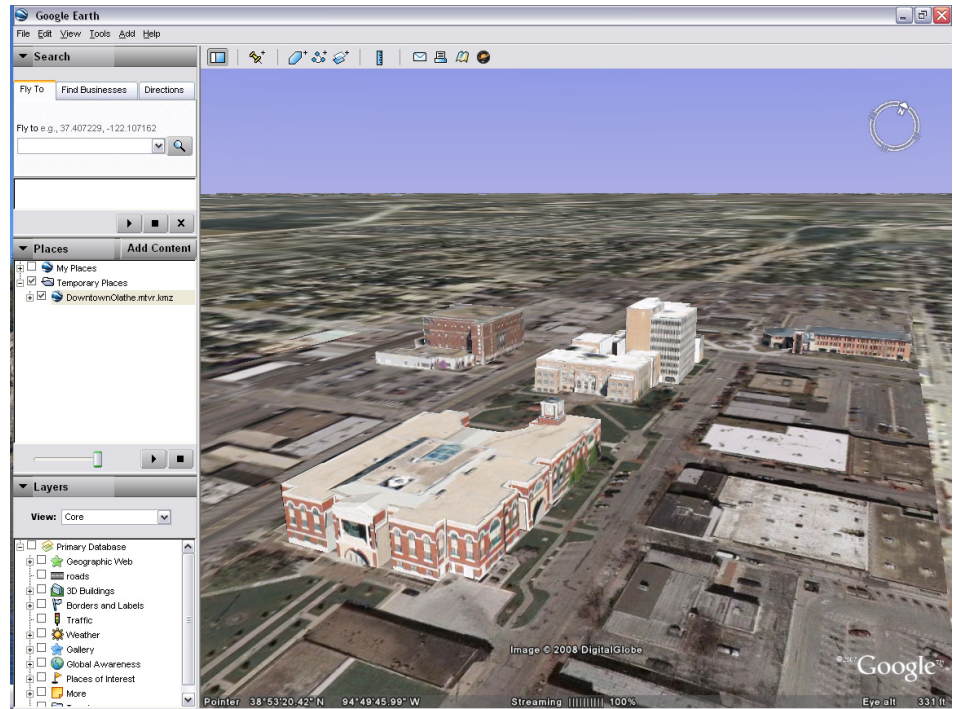 Google Earth
File Edit View Tools Add Help
Search
Fly To Find Businesses Directions
Fly to e.g., 37.407229, -122.107162
Places Add Content
My Places
Temporary Places
DowntownOlathe.mtvr.kmz
Layers
View: Core
Primary Database
Geographic Web
roads
3D Buildings
Borders and Labels
Traffic
Weather
Gallery
Global Awareness
Places of Interest
More
N
Image © 2008 DigitalGlobe
©2007 Google™
Pointer 38°53'20.42" N 94°49'45.99" W Streaming |||||||||| 100% Eye alt 331 ft